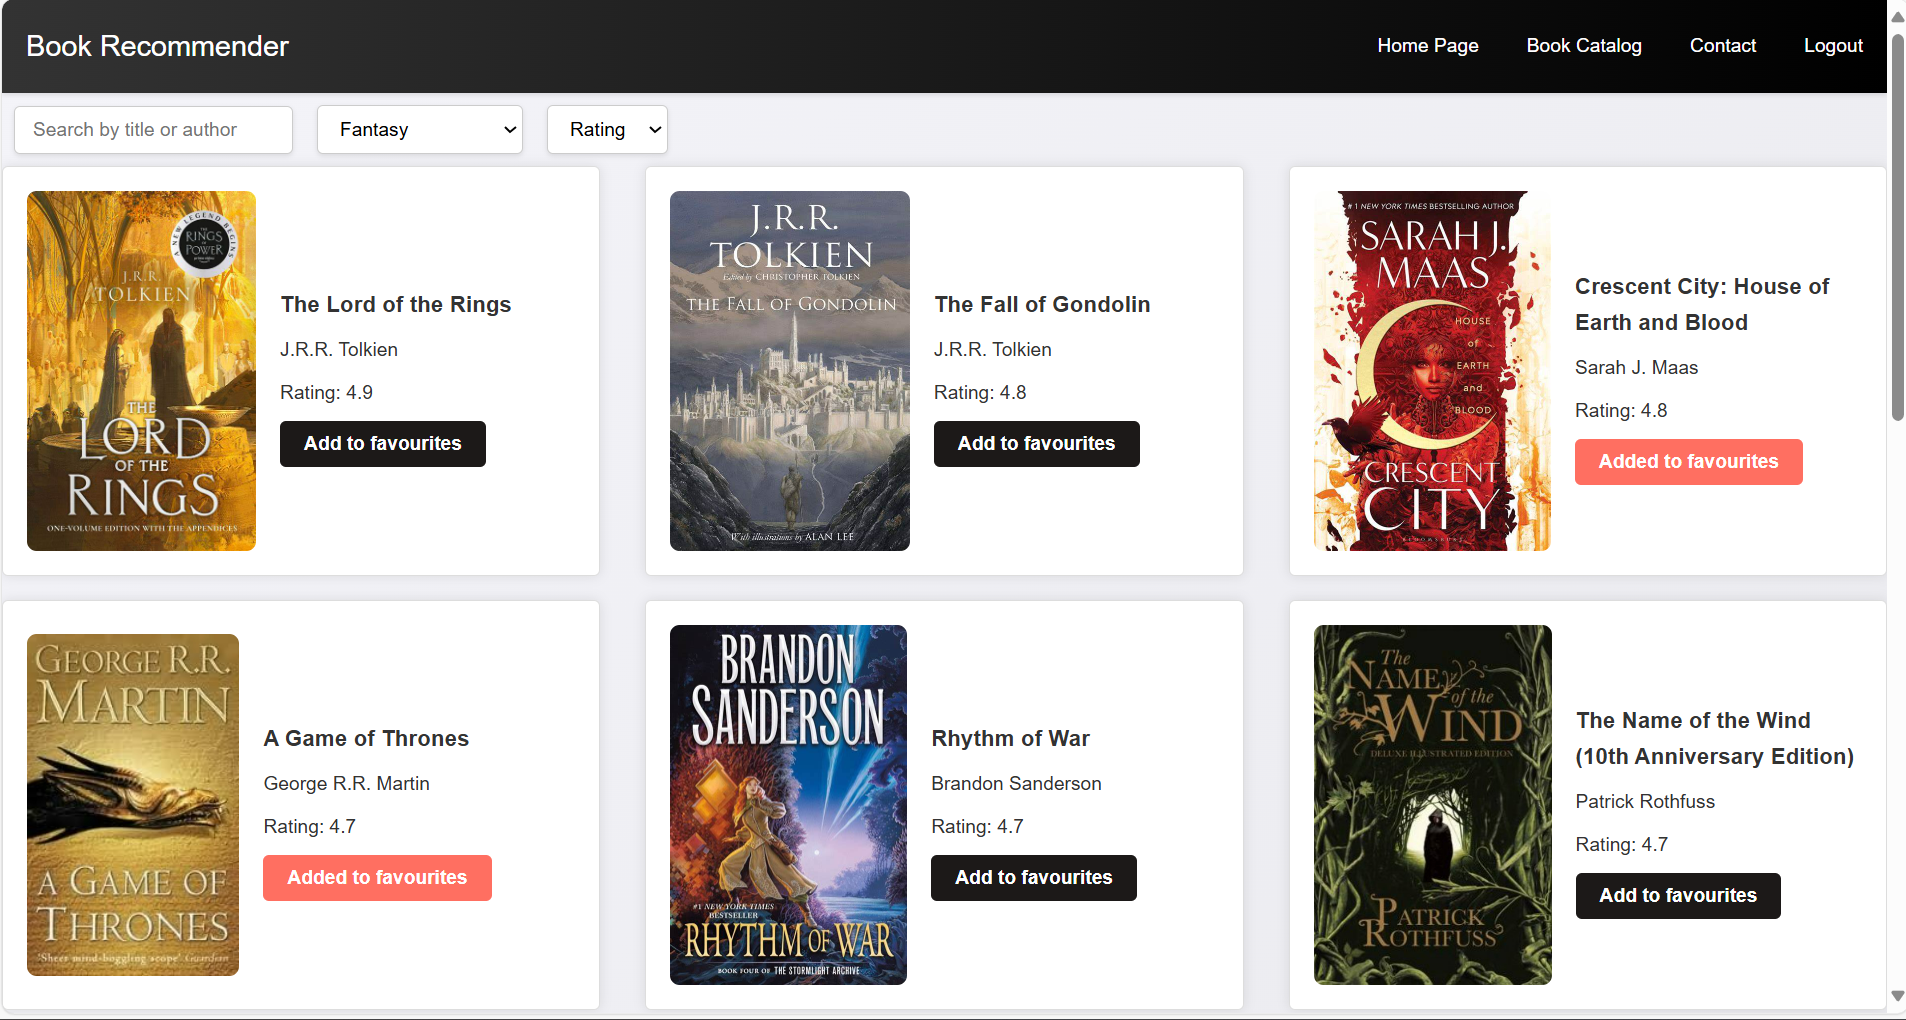 Book Recommender
Home Page
Book Catalog
Contact
Logout
Search by title or author
Fantasy
Rating
A NEW LEGEND BEGINS
THE
RINGS
OF
POWER
J.R.R.
TOLKIEN
THE
LORD
OF THE
RINGS
ONE-VOLUME EDITION WITH THE APPENDICES
The Lord of the Rings
J.R.R. Tolkien
Rating: 4.9
Add to favourites
J.R.R.
TOLKIEN
Edited by CHRISTOPHER TOLKIEN
THE FALL OF GONDOLIN
With illustrations by ALAN LEE
The Fall of Gondolin
J.R.R. Tolkien
Rating: 4.8
Add to favourites
#1 NEW YORK TIMES BESTSELLING AUTHOR
SARAH J.
MAAS
HOUSE
of
EARTH
and
BLOOD
CRESCENT
CITY
BLOOMSBURY
Crescent City: House of
Earth and Blood
Sarah J. Maas
Rating: 4.8
Added to favourites
GEORGE R.R.
MARTIN
A GAME OF
THRONES
'Sheer mind-boggling scope' Guardian
A Game of Thrones
George R.R. Martin
Rating: 4.7
Added to favourites
BRANDON
SANDERSON
#1 NEW YORK TIMES
BESTSELLER
RHYTHM OF WAR
BOOK FOUR OF THE STORMLIGHT ARCHIVE
Rhythm of War
Brandon Sanderson
Rating: 4.7
Add to favourites
The
NAME
of the
WIND
DELUXE ILLUSTRATED EDITION
PATRICK
ROTHFUSS
The Name of the Wind
(10th Anniversary Edition)
Patrick Rothfuss
Rating: 4.7
Add to favourites